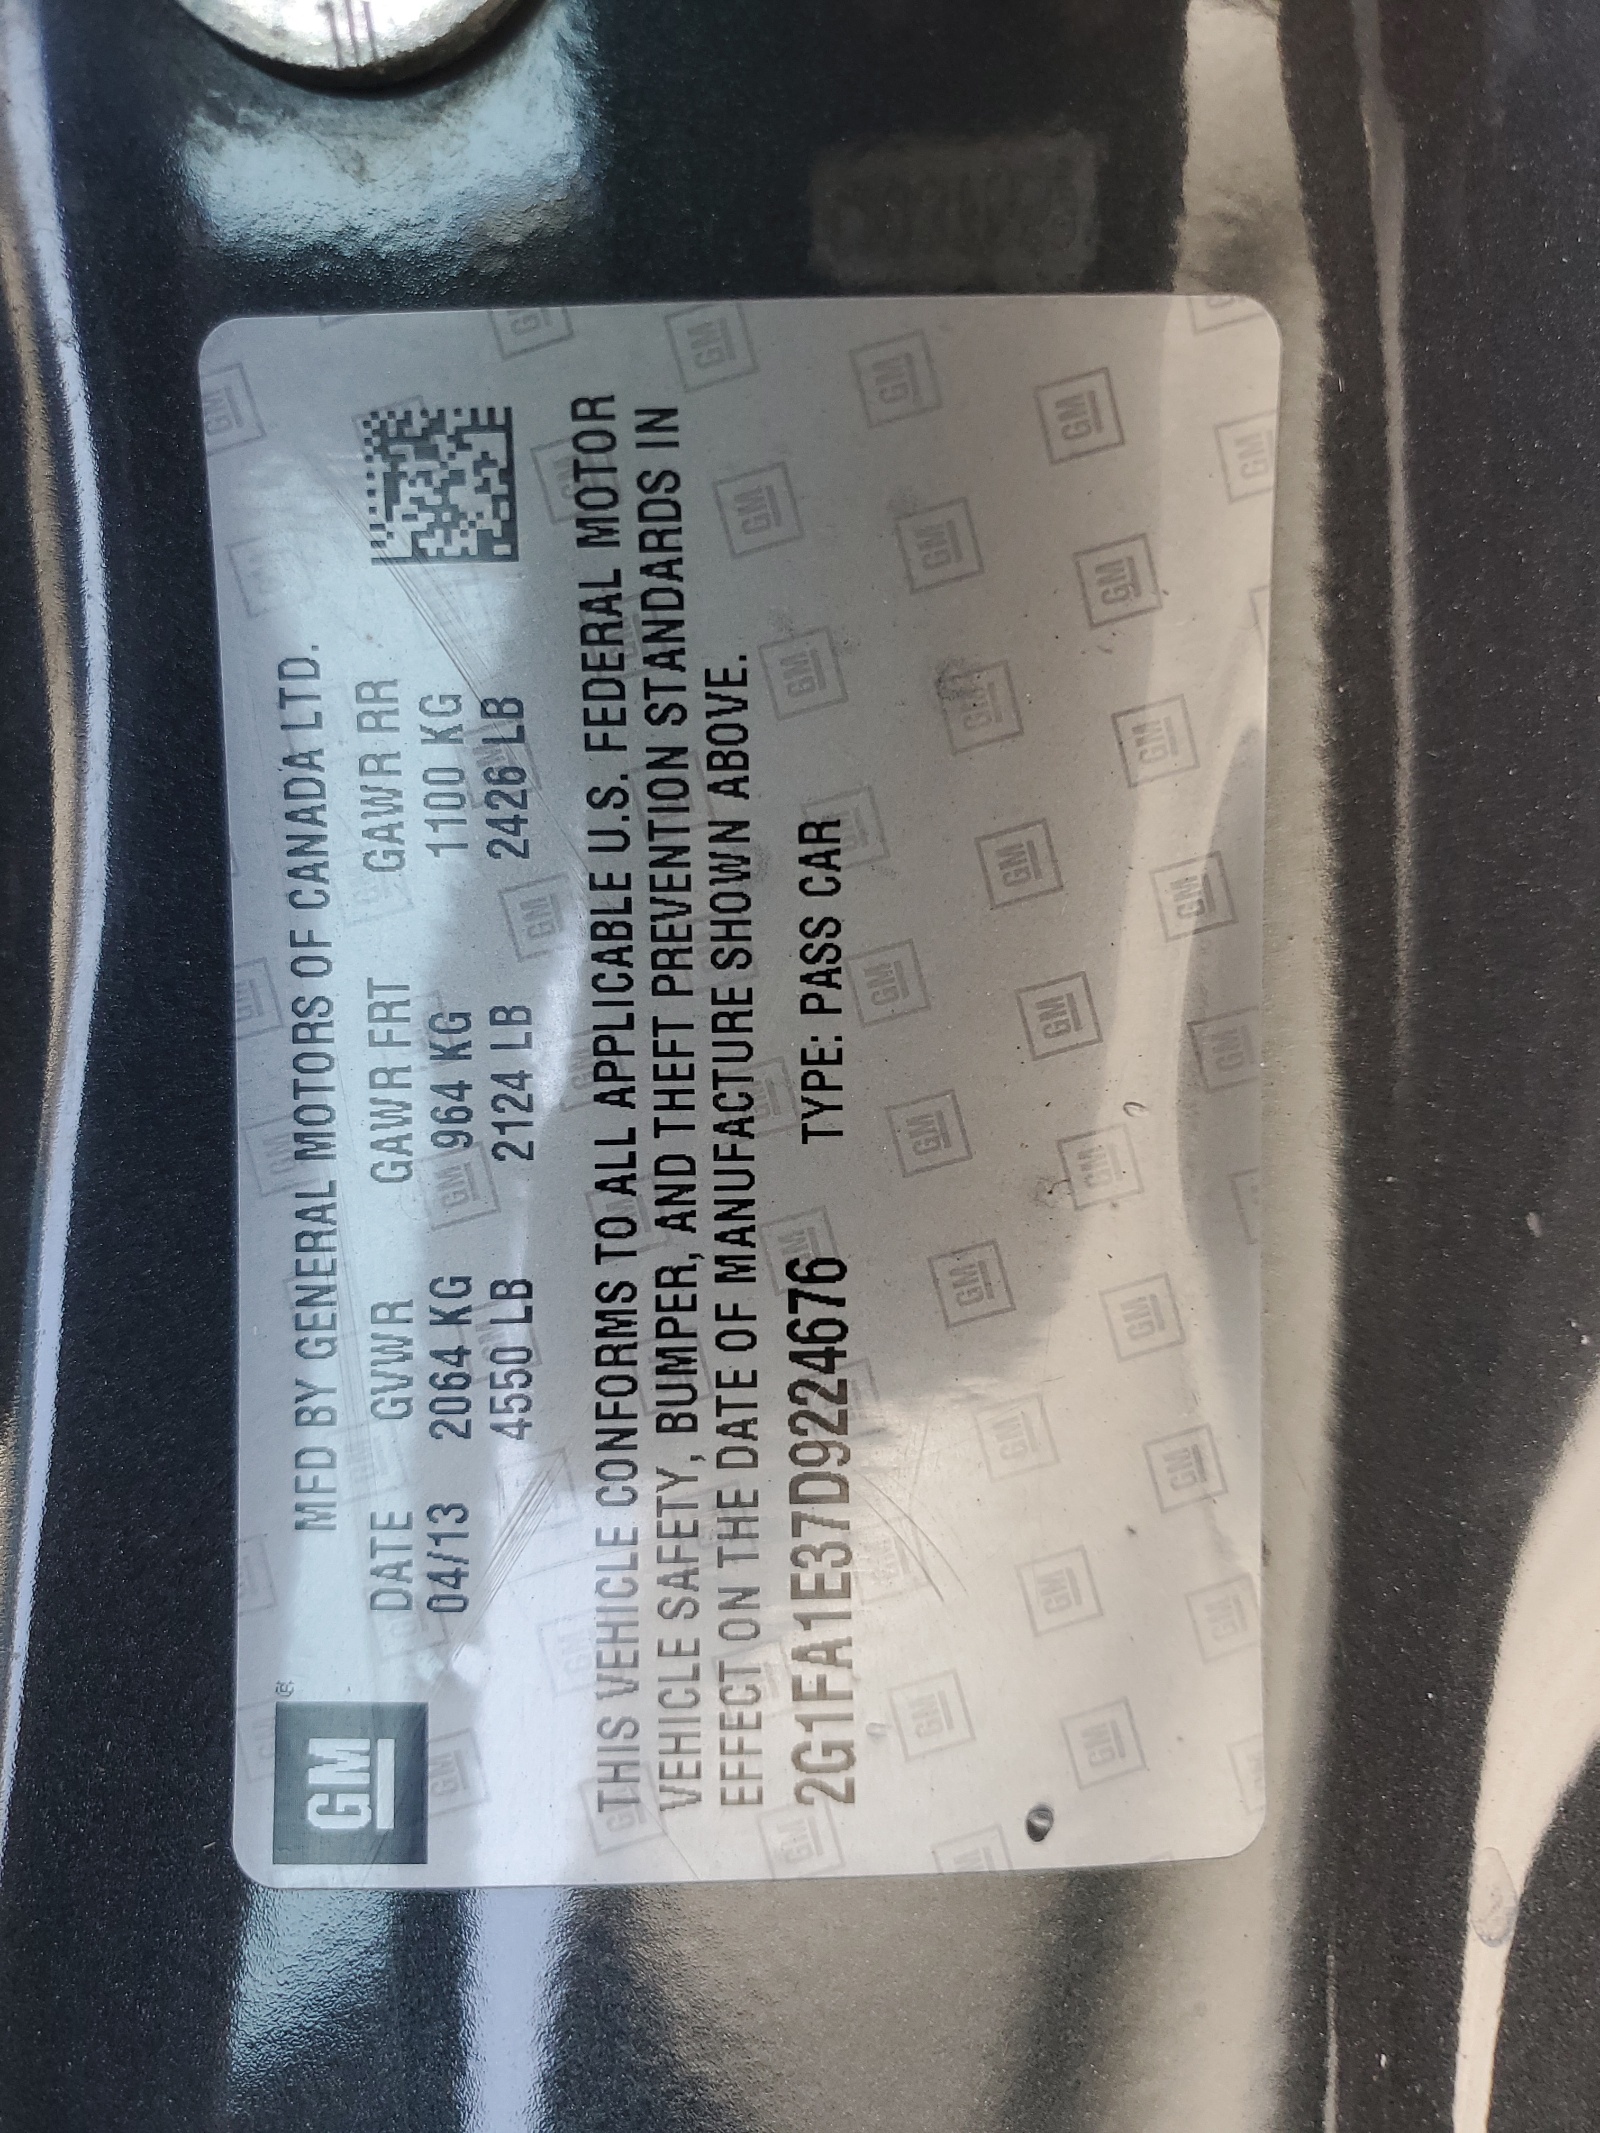 GM ®
MFD BY GENERAL MOTORS OF CANADA LTD.
DATE GVWR GAWR FRT GAWR RR
04/13 2064 KG 964 KG 1100 KG
4550 LB 2124 LB 2426 LB
THIS VEHICLE CONFORMS TO ALL APPLICABLE U.S. FEDERAL MOTOR
VEHICLE SAFETY, BUMPER, AND THEFT PREVENTION STANDARDS IN
EFFECT ON THE DATE OF MANUFACTURE SHOWN ABOVE.
2G1FA1E37D9224676 TYPE: PASS CAR